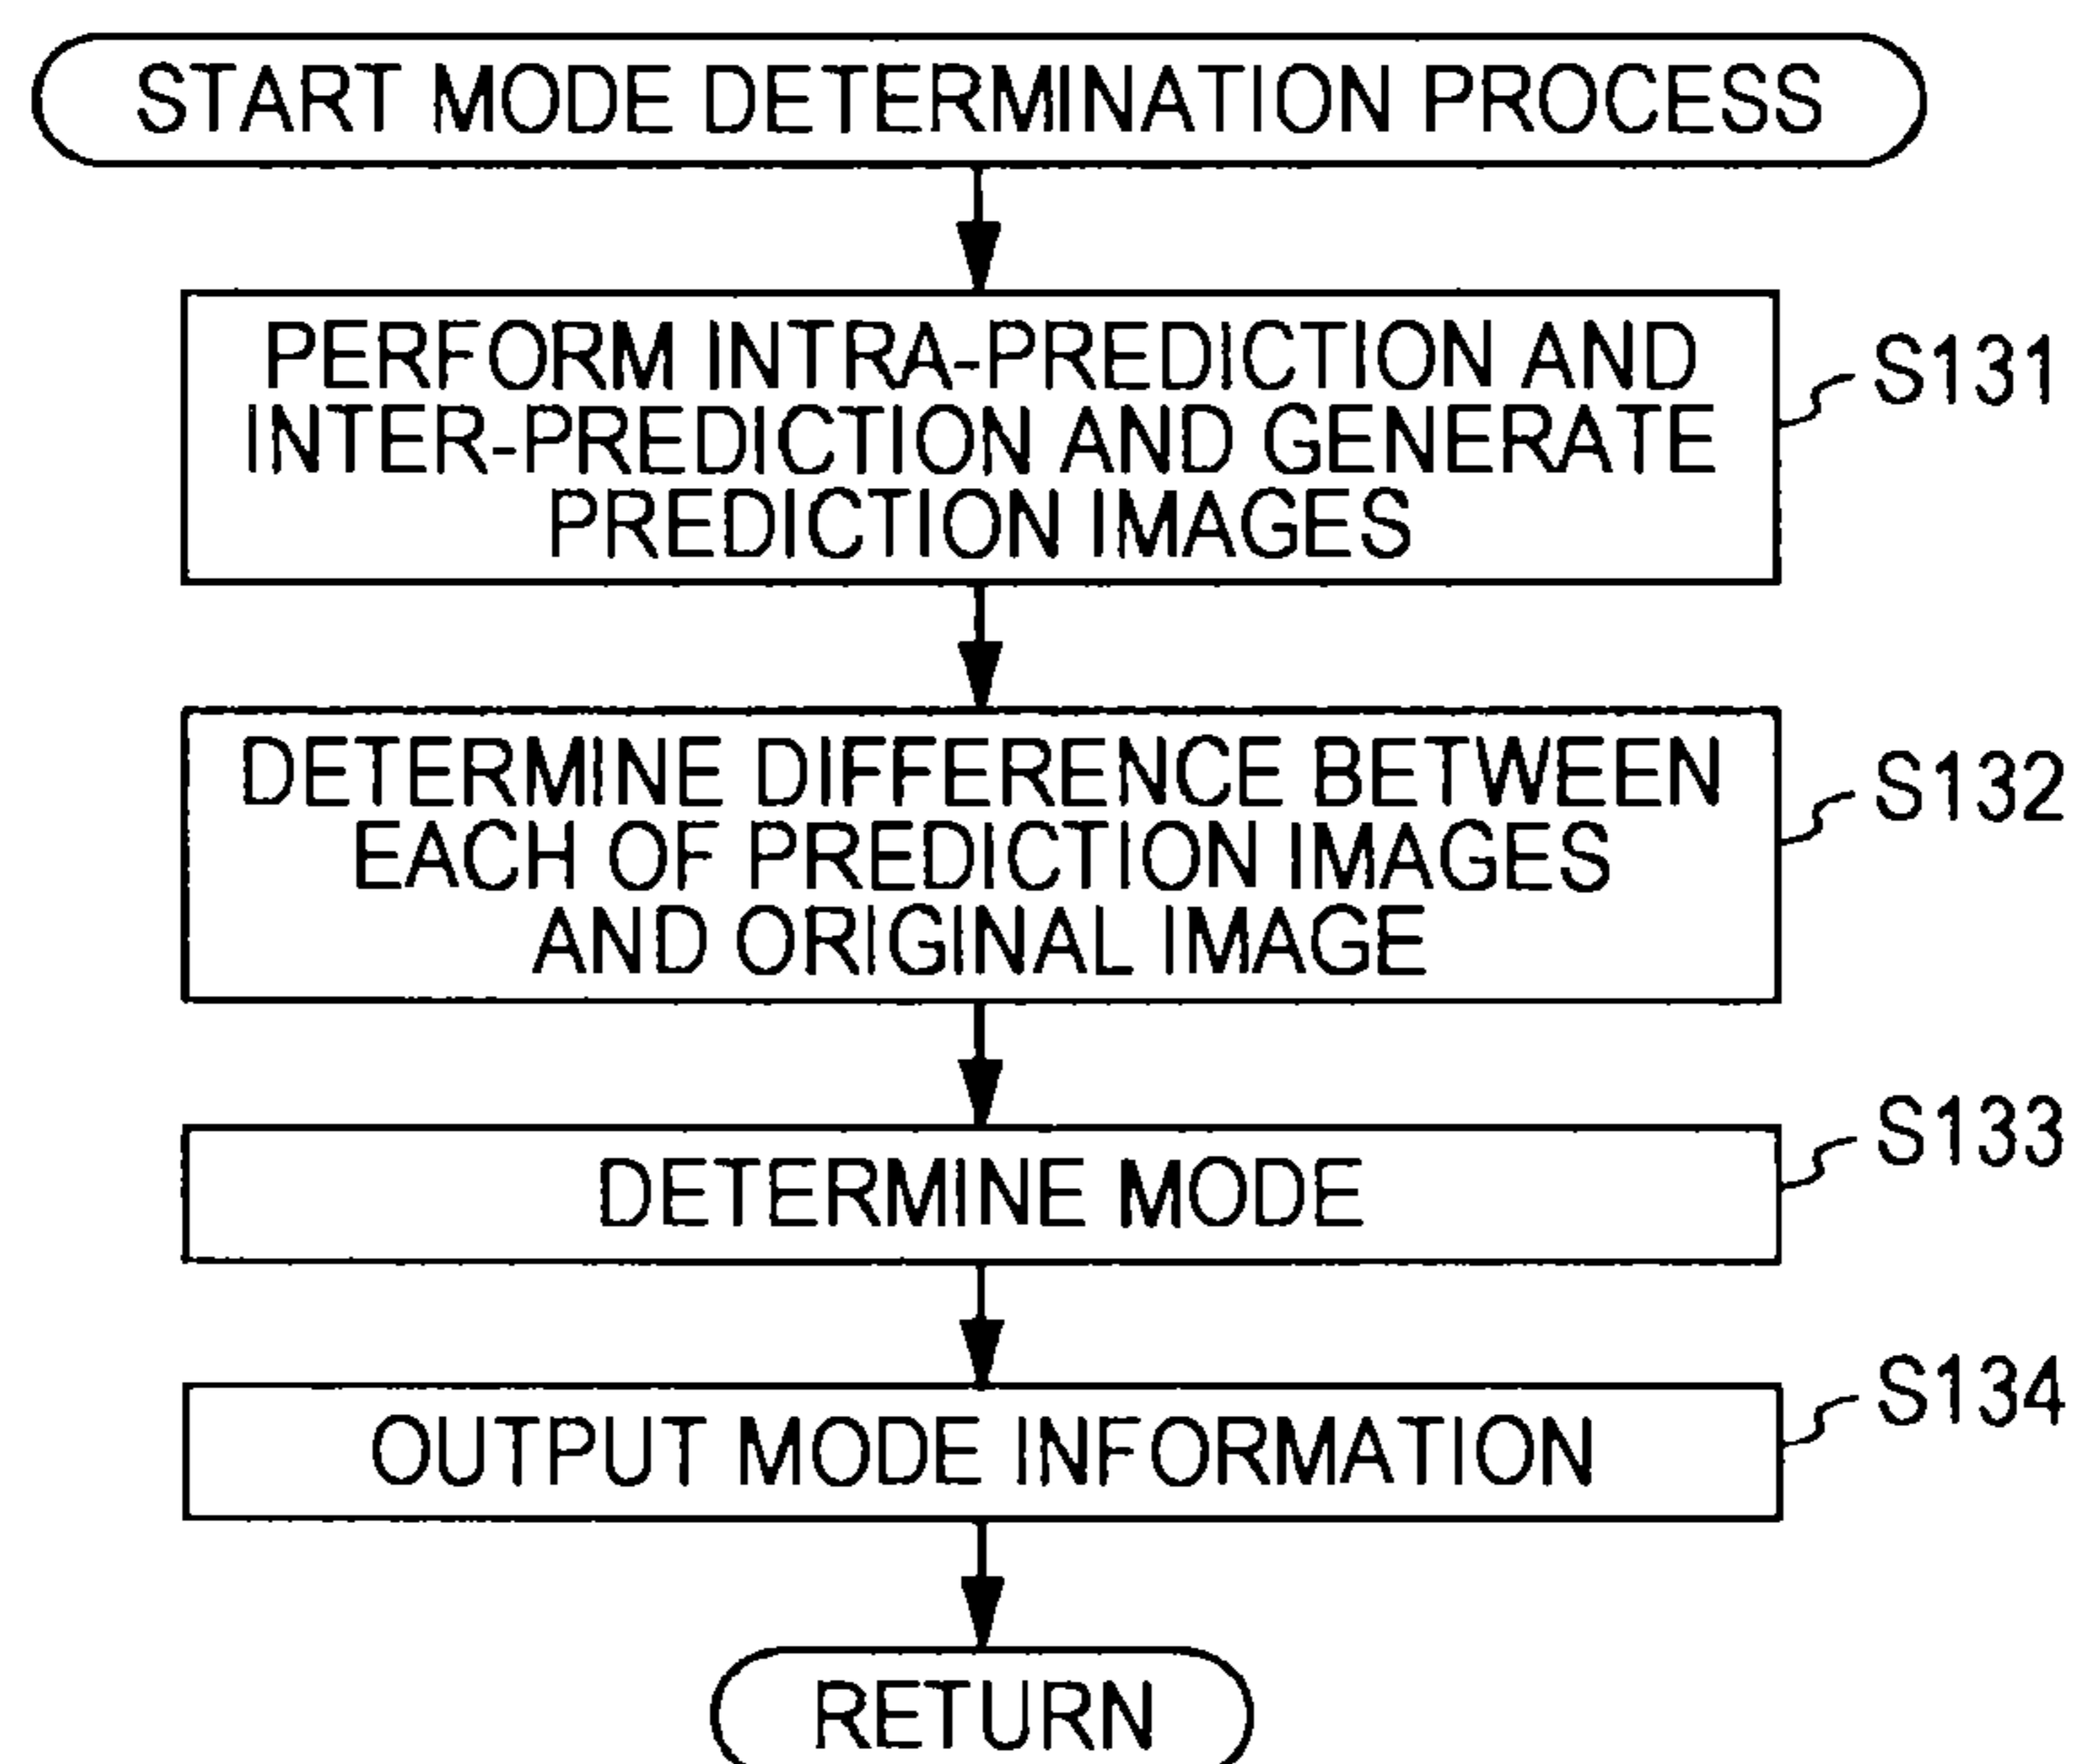 START MODE DETERMINATION PROCESS
PERFORM INTRA-PREDICTION AND
INTER-PREDICTION AND GENERATE
PREDICTION IMAGES
S131
DETERMINE DIFFERENCE BETWEEN
EACH OF PREDICTION IMAGES
AND ORIGINAL IMAGE
S132
DETERMINE MODE
S133
OUTPUT MODE INFORMATION
S134
RETURN